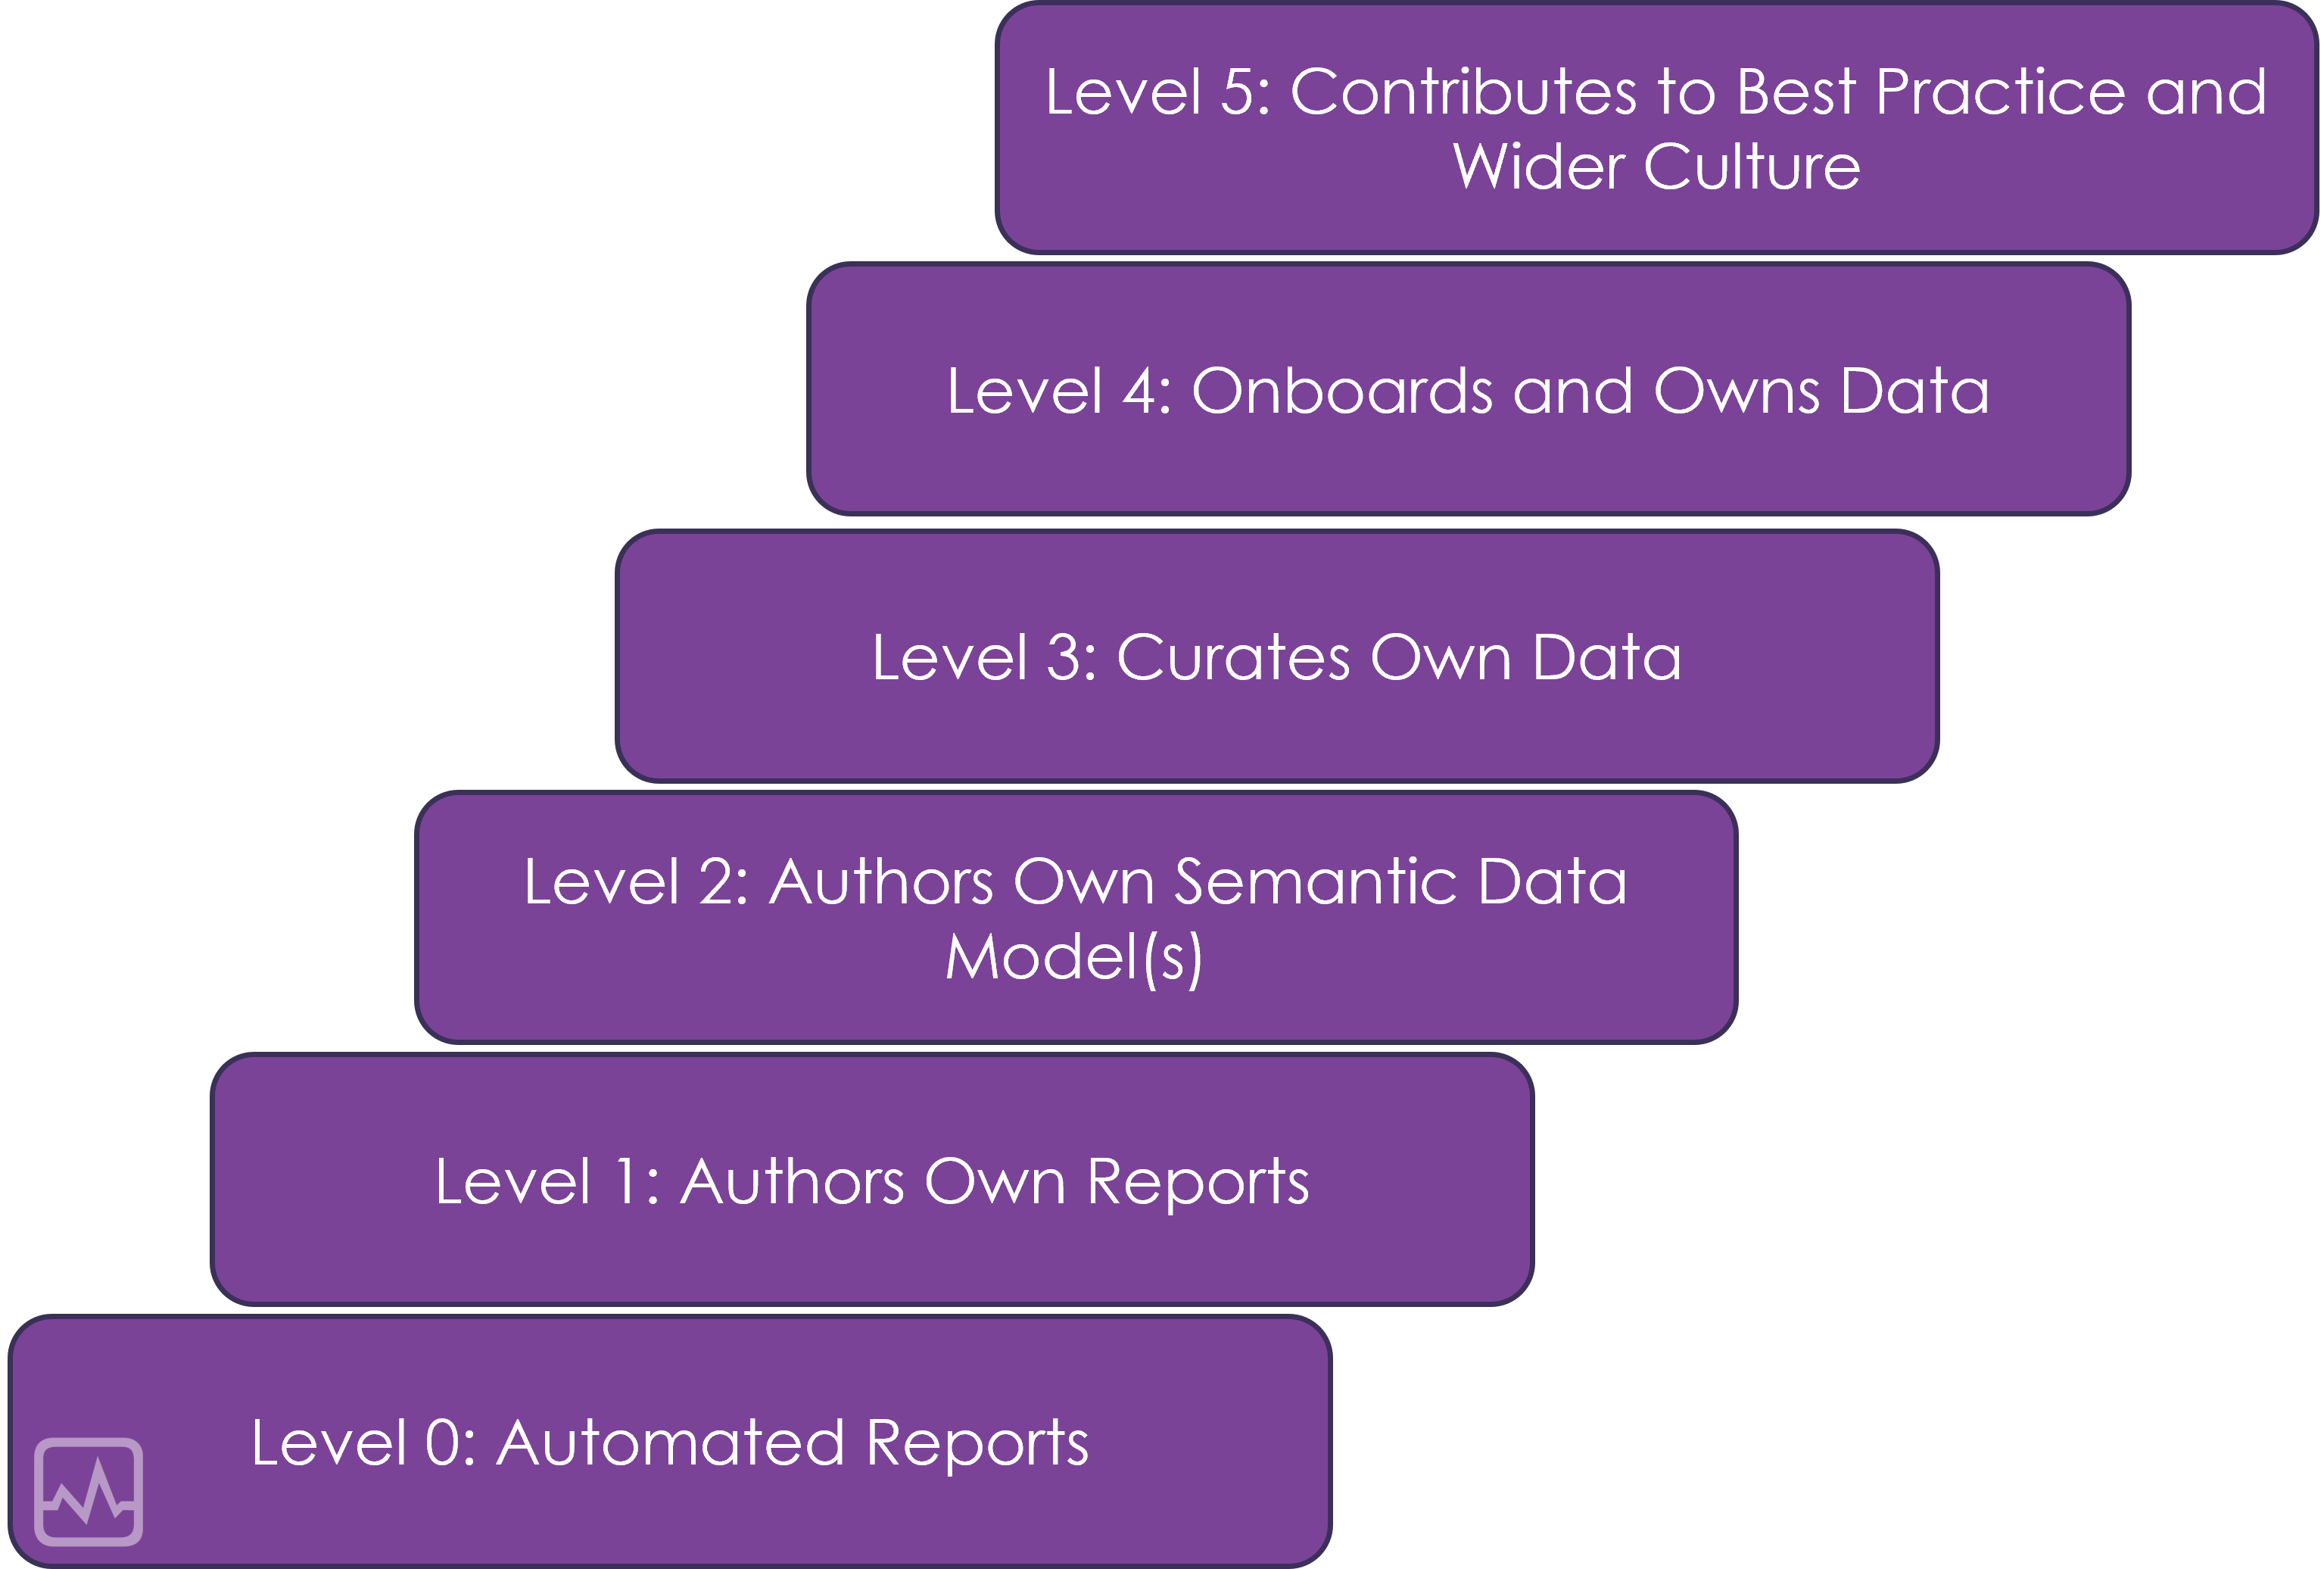 Level 5: Contributes to Best Practice and
Wider Culture
Level 4: Onboards and Owns Data
Level 3: Curates Own Data
Level 2: Authors Own Semantic Data
Model(s)
Level 1: Authors Own Reports
Level 0: Automated Reports